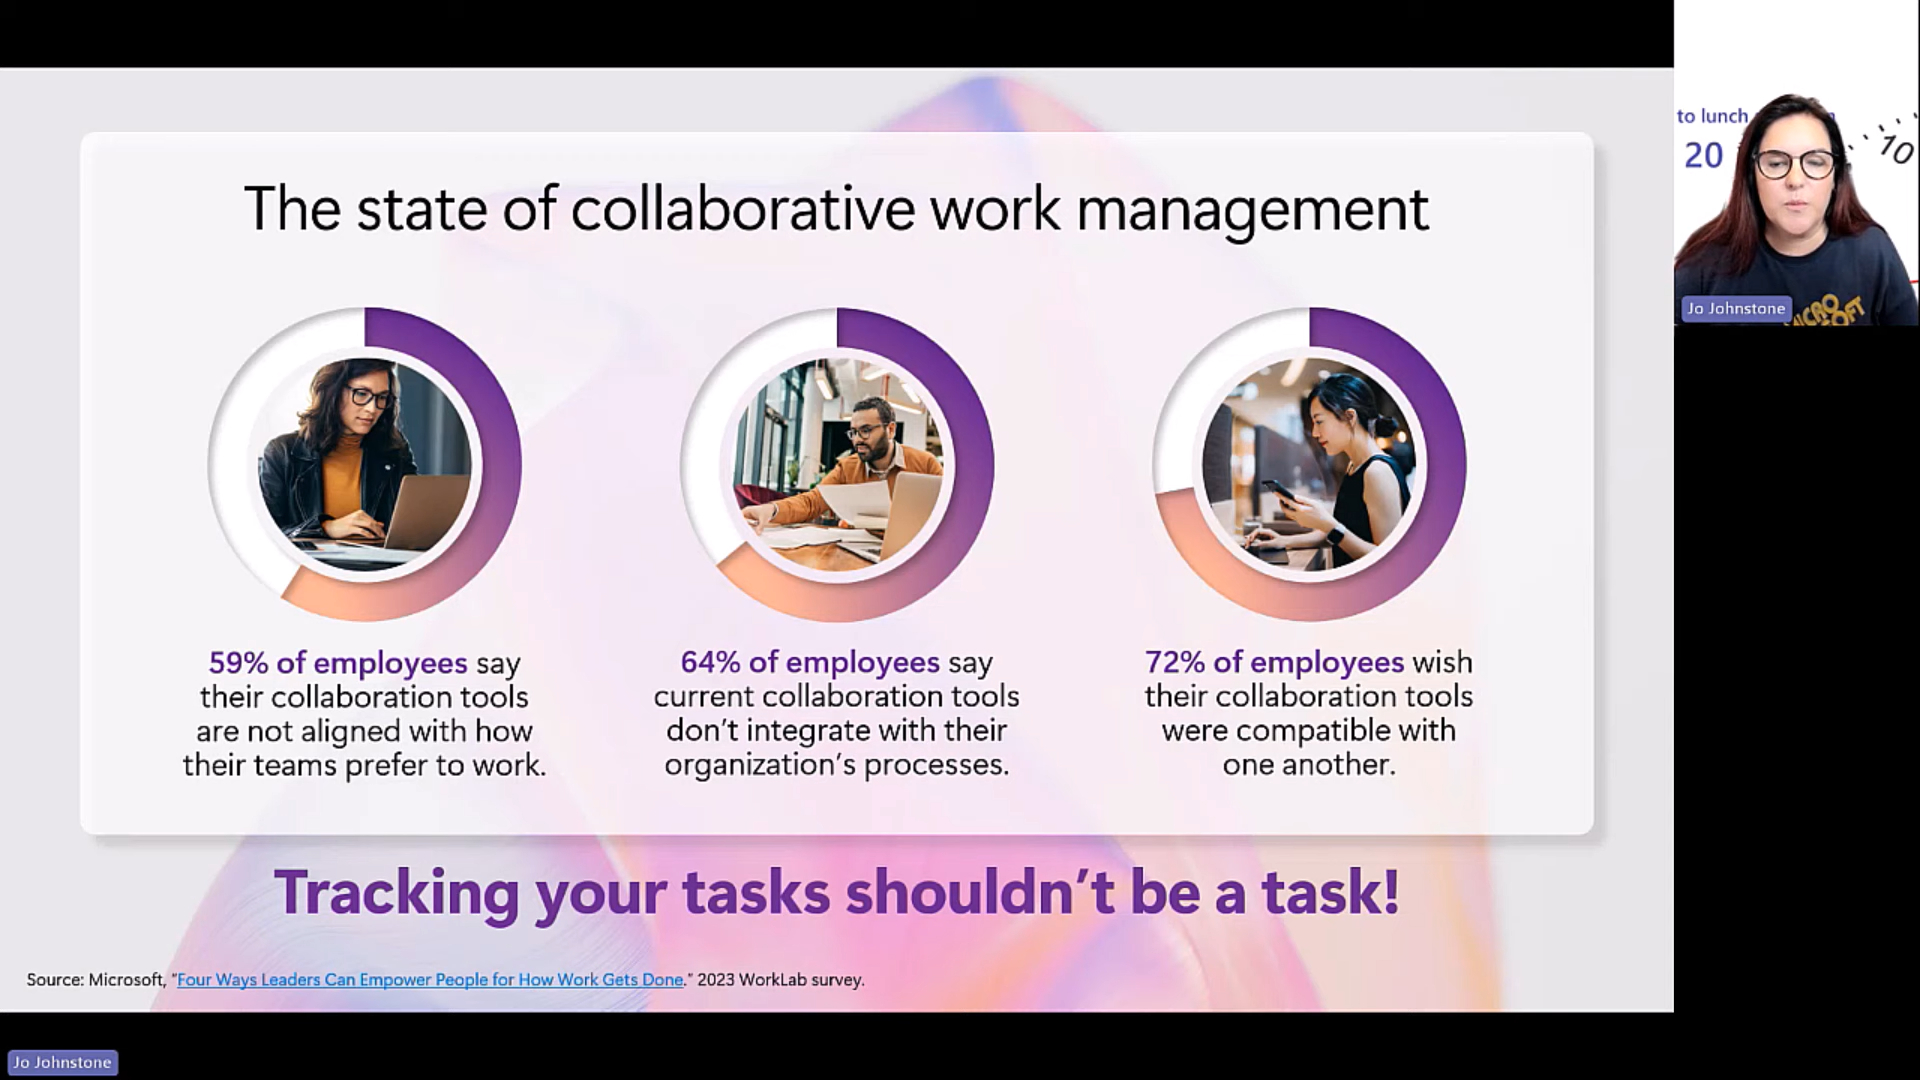 The state of collaborative work management
59% of employees say
their collaboration tools
are not aligned with how
their teams prefer to work.
64% of employees say
current collaboration tools
don't integrate with their
organization's processes.
72% of employees wish
their collaboration tools
were compatible with
one another.
Tracking your tasks shouldn't be a task!
Source: Microsoft, "Four Ways Leaders Can Empower People for How Work Gets Done." 2023 WorkLab survey.
to lunch
20
10
Jo Johnstone
Jo Johnstone